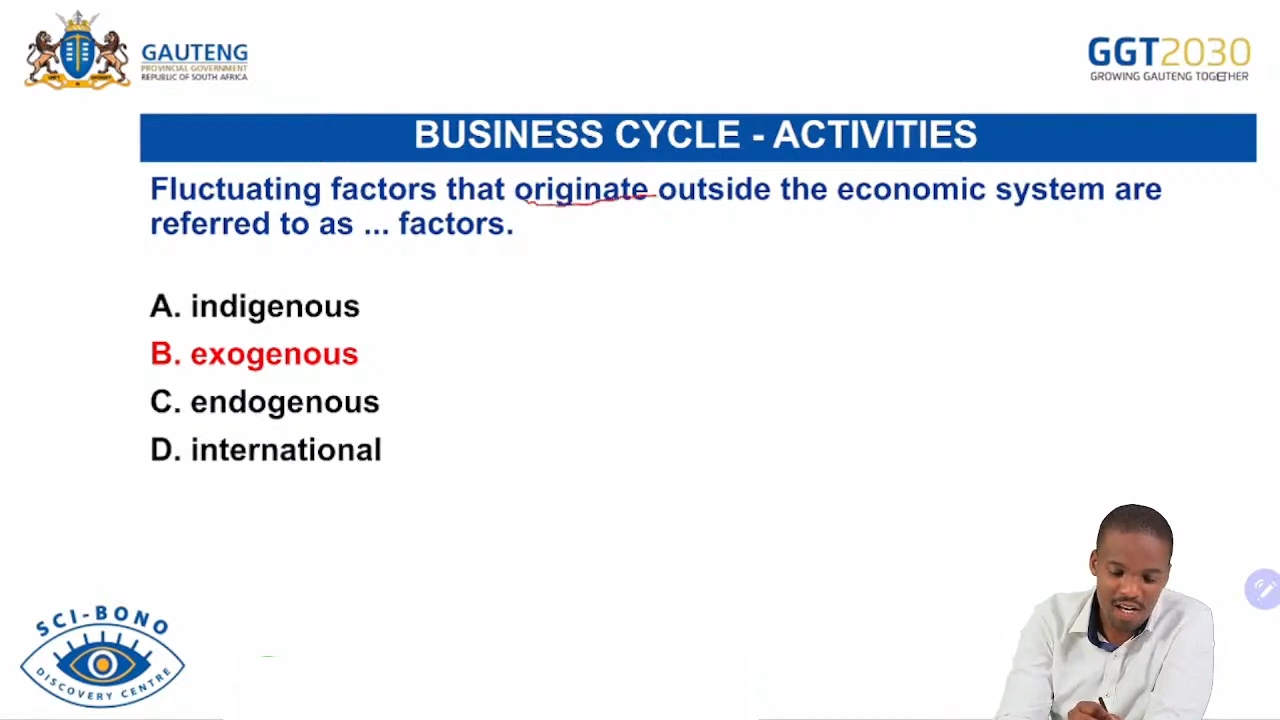 GAUTENG
PROVINCIAL GOVERNMENT
REPUBLIC OF SOUTH AFRICA
GGT2030
GROWING GAUTENG TOGETHER
BUSINESS CYCLE - ACTIVITIES
Fluctuating factors that originate outside the economic system are
referred to as ... factors.
A. indigenous
B. exogenous
C. endogenous
D. international
SCI-BONO
DISCOVERY CENTRE